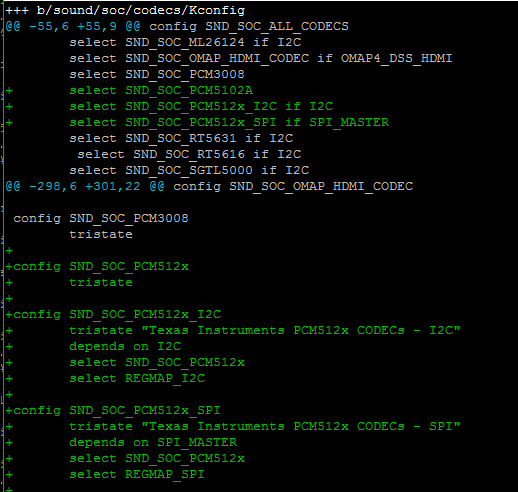 +++ b/sound/soc/codecs/Kconfig
@@ -55,6 +55,9 @@ config SND_SOC_ALL_CODECS
        select SND_SOC_ML26124 if I2C
        select SND_SOC_OMAP_HDMI_CODEC if OMAP4_DSS_HDMI
        select SND_SOC_PCM3008
+       select SND_SOC_PCM5102A
+       select SND_SOC_PCM512x_I2C if I2C
+       select SND_SOC_PCM512x_SPI if SPI_MASTER
        select SND_SOC_RT5631 if I2C
         select SND_SOC_RT5616 if I2C
        select SND_SOC_SGTL5000 if I2C
@@ -298,6 +301,22 @@ config SND_SOC_OMAP_HDMI_CODEC

 config SND_SOC_PCM3008
        tristate
+
+config SND_SOC_PCM512x
+       tristate
+
+config SND_SOC_PCM512x_I2C
+       tristate "Texas Instruments PCM512x CODECs - I2C"
+       depends on I2C
+       select SND_SOC_PCM512x
+       select REGMAP_I2C
+
+config SND_SOC_PCM512x_SPI
+       tristate "Texas Instruments PCM512x CODECs - SPI"
+       depends on SPI_MASTER
+       select SND_SOC_PCM512x
+       select REGMAP_SPI
+